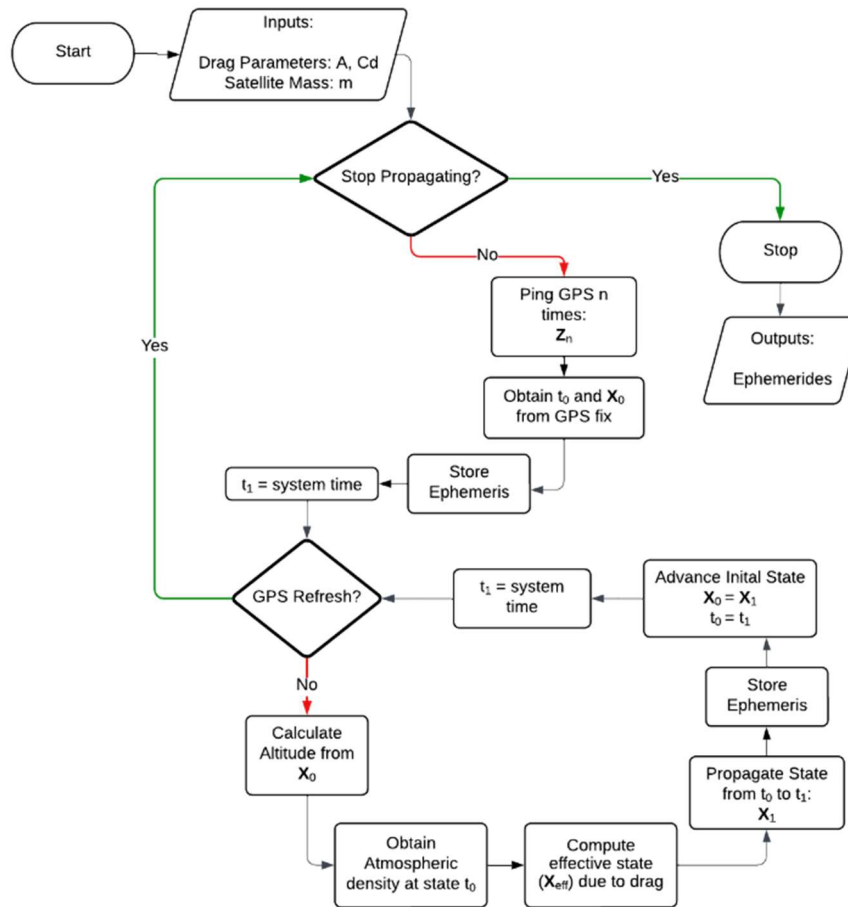 Start
Inputs:
Drag Parameters: A, Cd
Satellite Mass: m
Stop Propagating?
Yes
No
Stop
Ping GPS n
times:
Zₙ
Yes
Outputs:
Ephemerides
Obtain t₀ and X₀
from GPS fix
Store
Ephemeris
t₁ = system time
GPS Refresh?
t₁ = system
time
Advance Inital State
X₀ = X₁
t₀ = t₁
No
Store
Ephemeris
Calculate
Altitude from
X₀
Propagate State
from t₀ to t₁:
X₁
Obtain
Atmospheric
density at state t₀
Compute
effective state
(Xeff) due to drag